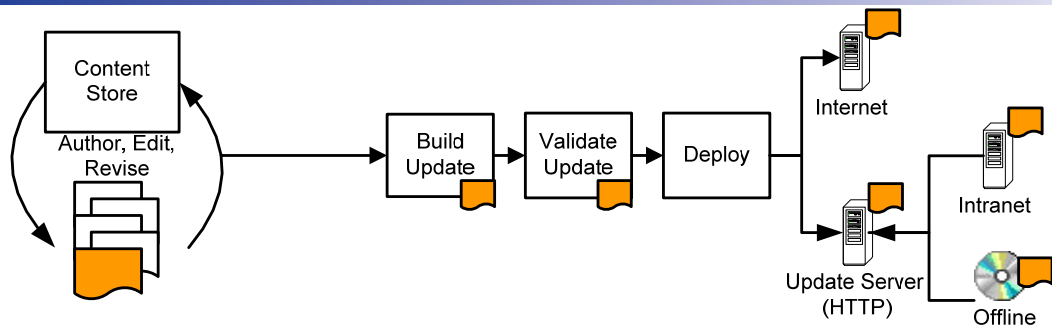 Content
Store
Author, Edit,
Revise
Build
Update
Validate
Update
Deploy
Internet
Update Server
(HTTP)
Intranet
Offline